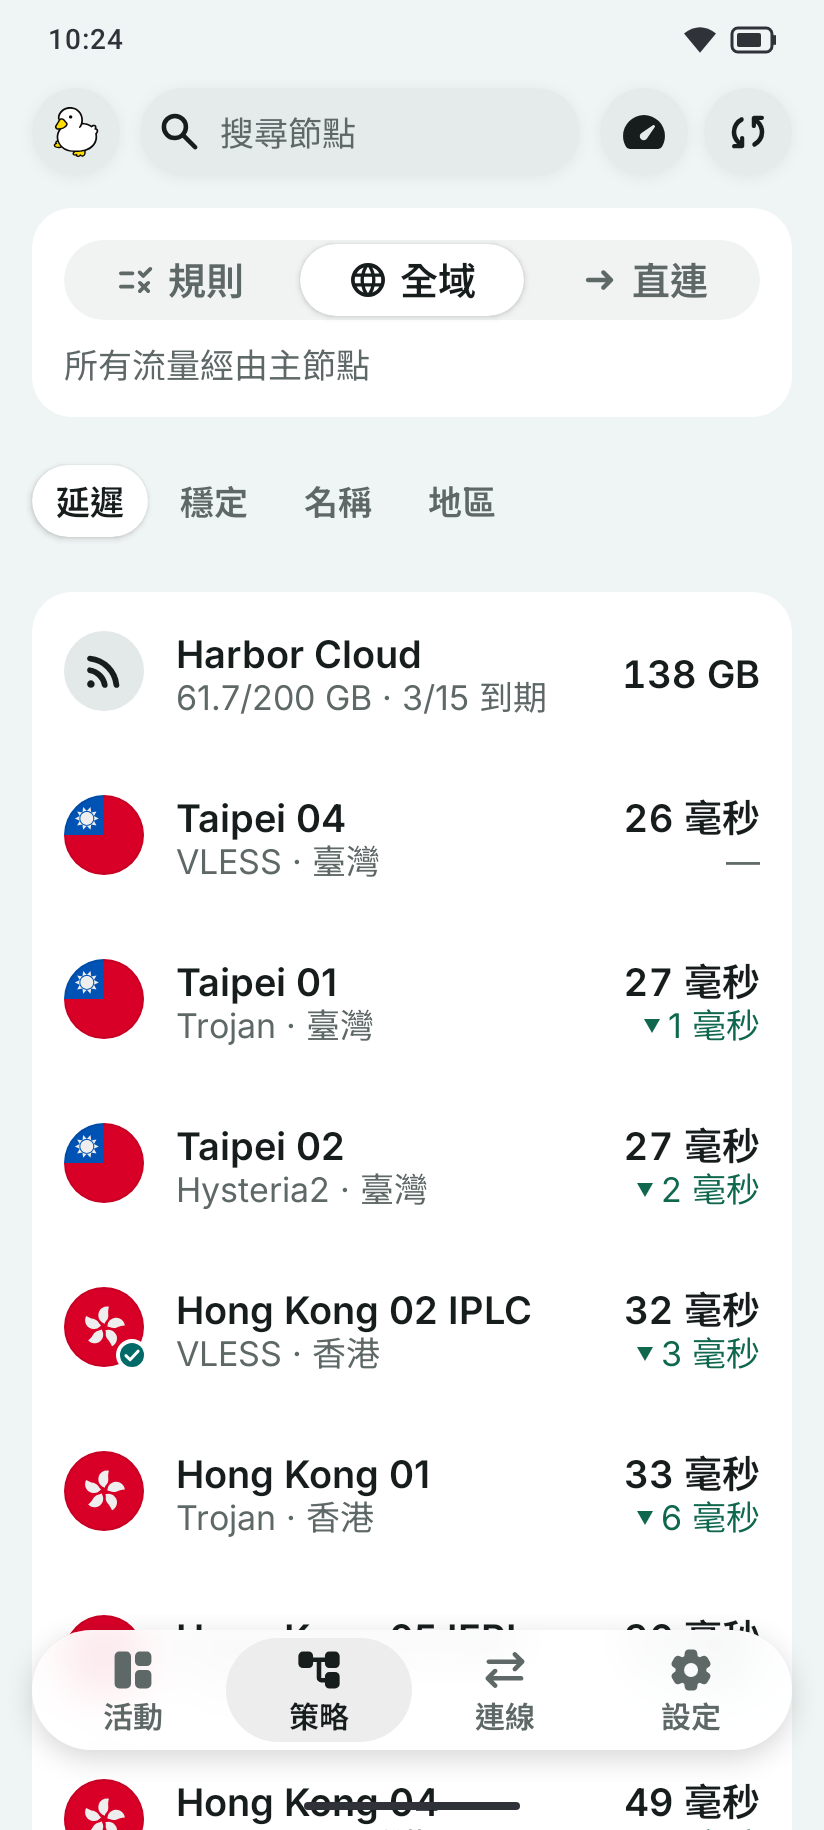 10:24
搜尋節點
規則
全域
直連
所有流量經由主節點
延遲
穩定
名稱
地區
Harbor Cloud
138 GB
61.7/200 GB · 3/15 到期
Taipei 04
26 毫秒
VLESS · 臺灣
—
Taipei 01
27 毫秒
Trojan · 臺灣
▼1 毫秒
Taipei 02
27 毫秒
Hysteria2 · 臺灣
▼2 毫秒
Hong Kong 02 IPLC
32 毫秒
VLESS · 香港
▼3 毫秒
Hong Kong 01
33 毫秒
Trojan · 香港
▼6 毫秒
活動
策略
連線
設定
Hong Kong 04
49 毫秒